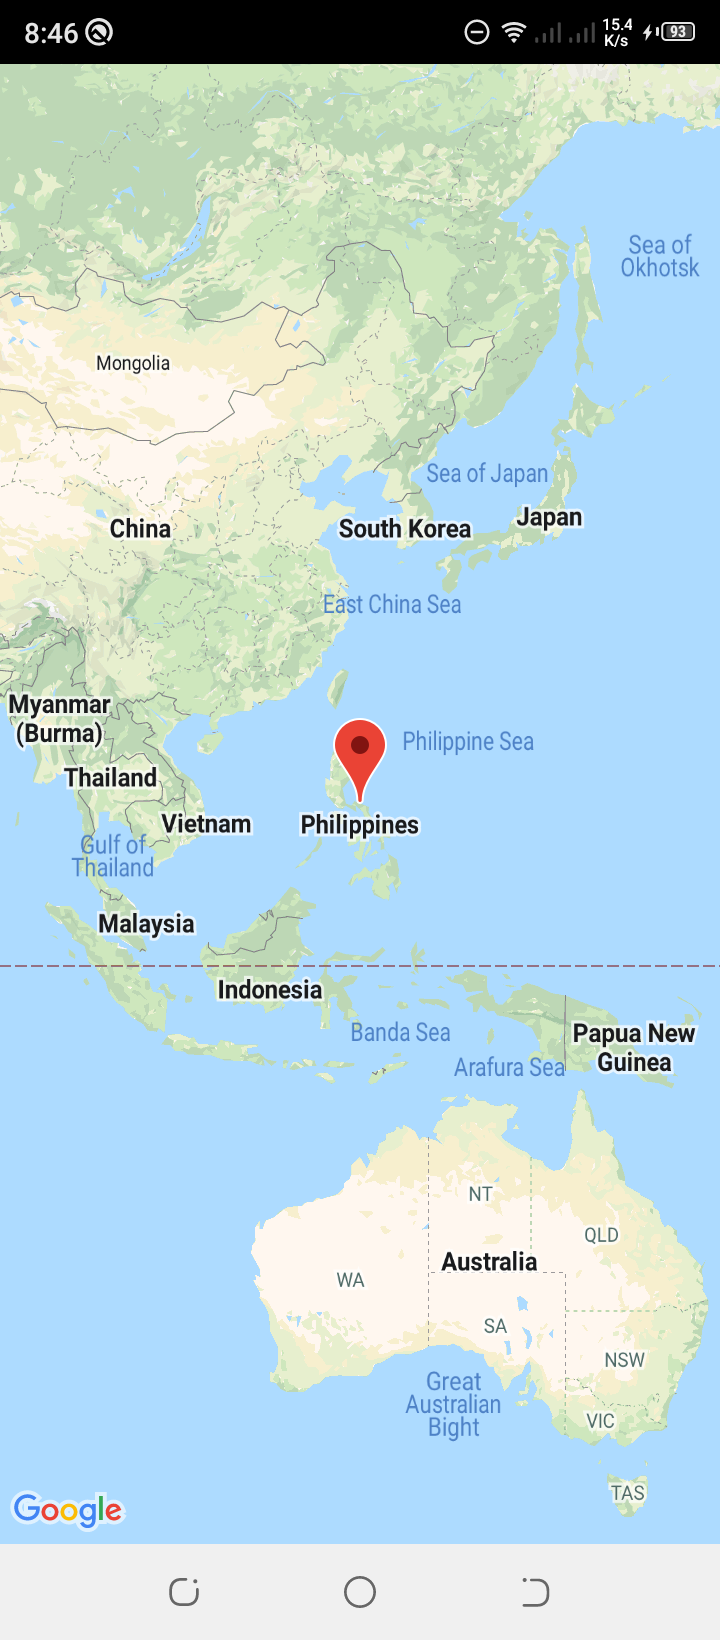 8:46
15.4
K/s
93
Sea of
Okhotsk
Mongolia
Sea of Japan
China
South Korea
Japan
East China Sea
Myanmar
(Burma)
Philippine Sea
Thailand
Vietnam
Philippines
Gulf of
Thailand
Malaysia
Indonesia
Banda Sea
Papua New
Guinea
Arafura Sea
NT
QLD
Australia
WA
SA
NSW
Great
Australian
Bight
VIC
TAS
Google